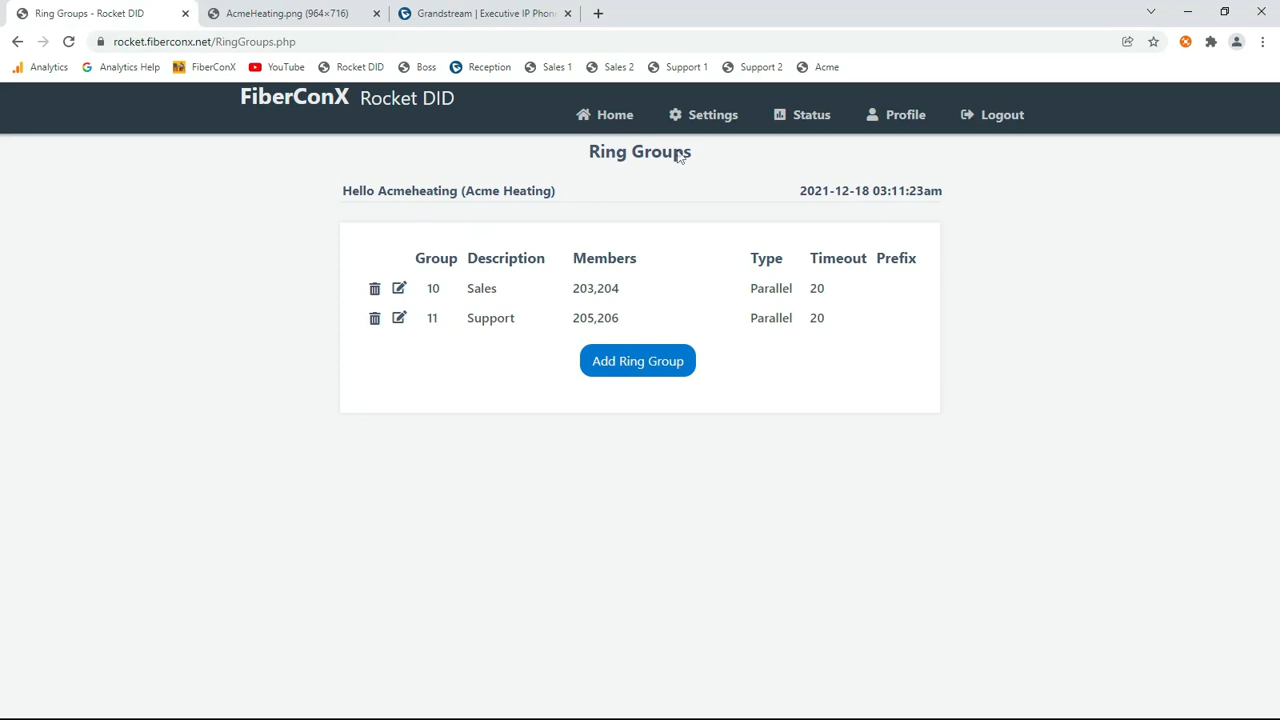 Ring Groups - Rocket DID
AcmeHeating.png (964×716)
Grandstream | Executive IP Phon
rocket.fiberconx.net/RingGroups.php
Analytics
Analytics Help
FiberConX
YouTube
Rocket DID
Boss
Reception
Sales 1
Sales 2
Support 1
Support 2
Acme
FiberConX Rocket DID
Home
Settings
Status
Profile
Logout
Ring Groups
Hello Acmeheating (Acme Heating)
2021-12-18 03:11:23am
Group Description Members Type Timeout Prefix
10 Sales 203,204 Parallel 20
11 Support 205,206 Parallel 20
Add Ring Group